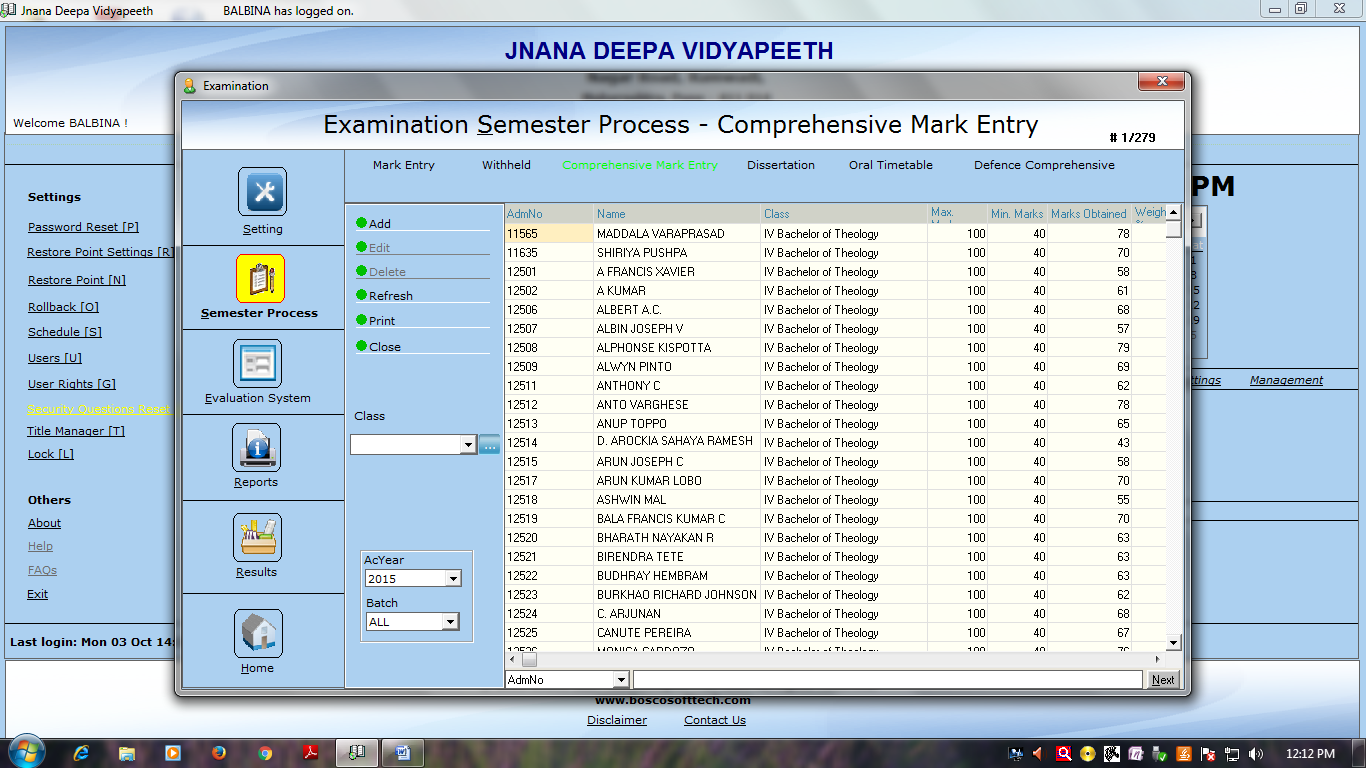 Jnana Deepa Vidyapeeth BALBINA has logged on.
JNANA DEEPA VIDYAPEETH
Welcome BALBINA !
Examination
Examination Semester Process - Comprehensive Mark Entry
# 1/279
Mark Entry Withheld Comprehensive Mark Entry Dissertation Oral Timetable Defence Comprehensive
PM
Settings
Password Reset [P]
Restore Point Settings [R]
Restore Point [N]
Rollback [O]
Schedule [S]
Users [U]
User Rights [G]
Security Questions Reset
Title Manager [T]
Lock [L]
Others
About
Help
FAQs
Exit
Last login: Mon 03 Oct 14:
Setting
Semester Process
Evaluation System
Reports
Results
Home
Add
Edit
Delete
Refresh
Print
Close
Class
...
AcYear
2015
Batch
ALL
AdmNo Name Class Max. Min. Marks Marks Obtained Weigh
11565 MADDALA VARAPRASAD IV Bachelor of Theology 100 40 78
11635 SHIRIYA PUSHPA IV Bachelor of Theology 100 40 70
12501 A FRANCIS XAVIER IV Bachelor of Theology 100 40 58
12502 A KUMAR IV Bachelor of Theology 100 40 61
12506 ALBERT A.C. IV Bachelor of Theology 100 40 68
12507 ALBIN JOSEPH V IV Bachelor of Theology 100 40 57
12508 ALPHONSE KISPOTTA IV Bachelor of Theology 100 40 79
12509 ALWYN PINTO IV Bachelor of Theology 100 40 69
12511 ANTHONY C IV Bachelor of Theology 100 40 62
12512 ANTO VARGHESE IV Bachelor of Theology 100 40 78
12513 ANUP TOPPO IV Bachelor of Theology 100 40 65
12514 D. AROCKIA SAHAYA RAMESH IV Bachelor of Theology 100 40 43
12515 ARUN JOSEPH C IV Bachelor of Theology 100 40 58
12517 ARUN KUMAR LOBO IV Bachelor of Theology 100 40 70
12518 ASHWIN MAL IV Bachelor of Theology 100 40 55
12519 BALA FRANCIS KUMAR C IV Bachelor of Theology 100 40 70
12520 BHARATH NAYAKAN R IV Bachelor of Theology 100 40 63
12521 BIRENDRA TETE IV Bachelor of Theology 100 40 63
12522 BUDHRAY HEMBRAM IV Bachelor of Theology 100 40 63
12523 BURKHAO RICHARD JOHNSON IV Bachelor of Theology 100 40 62
12524 C. ARJUNAN IV Bachelor of Theology 100 40 68
12525 CANUTE PEREIRA IV Bachelor of Theology 100 40 67
AdmNo Next
ttings Management
www.boscosofttech.com
Disclaimer Contact Us
12:12 PM